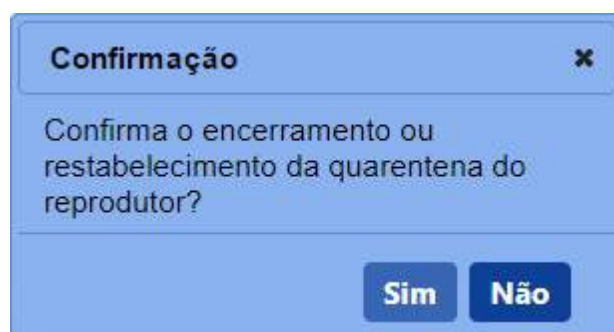 Confirmação ×
Confirma o encerramento ou
restabelecimento da quarentena do
reprodutor?
Sim Não